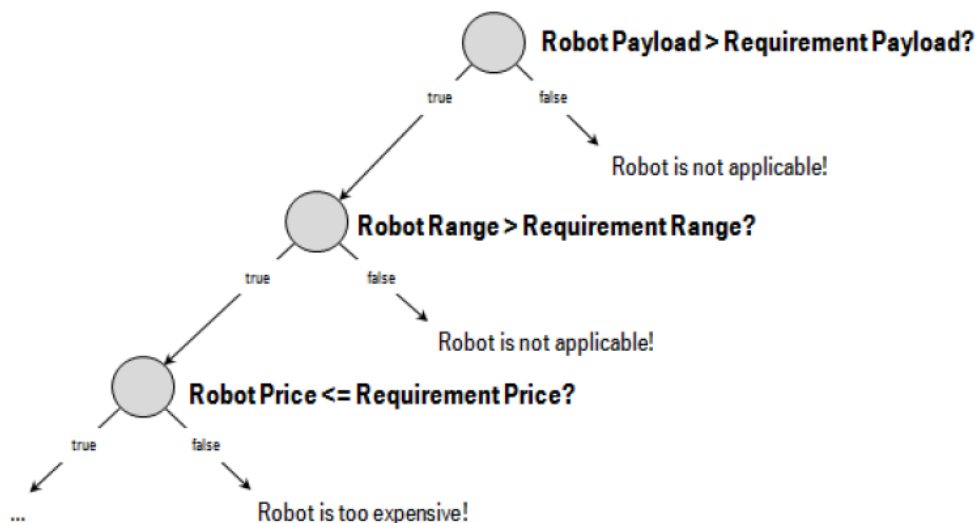 Robot Payload > Requirement Payload?
true
false
Robot is not applicable!
Robot Range > Requirement Range?
true
false
Robot is not applicable!
Robot Price <= Requirement Price?
true
false
...
Robot is too expensive!